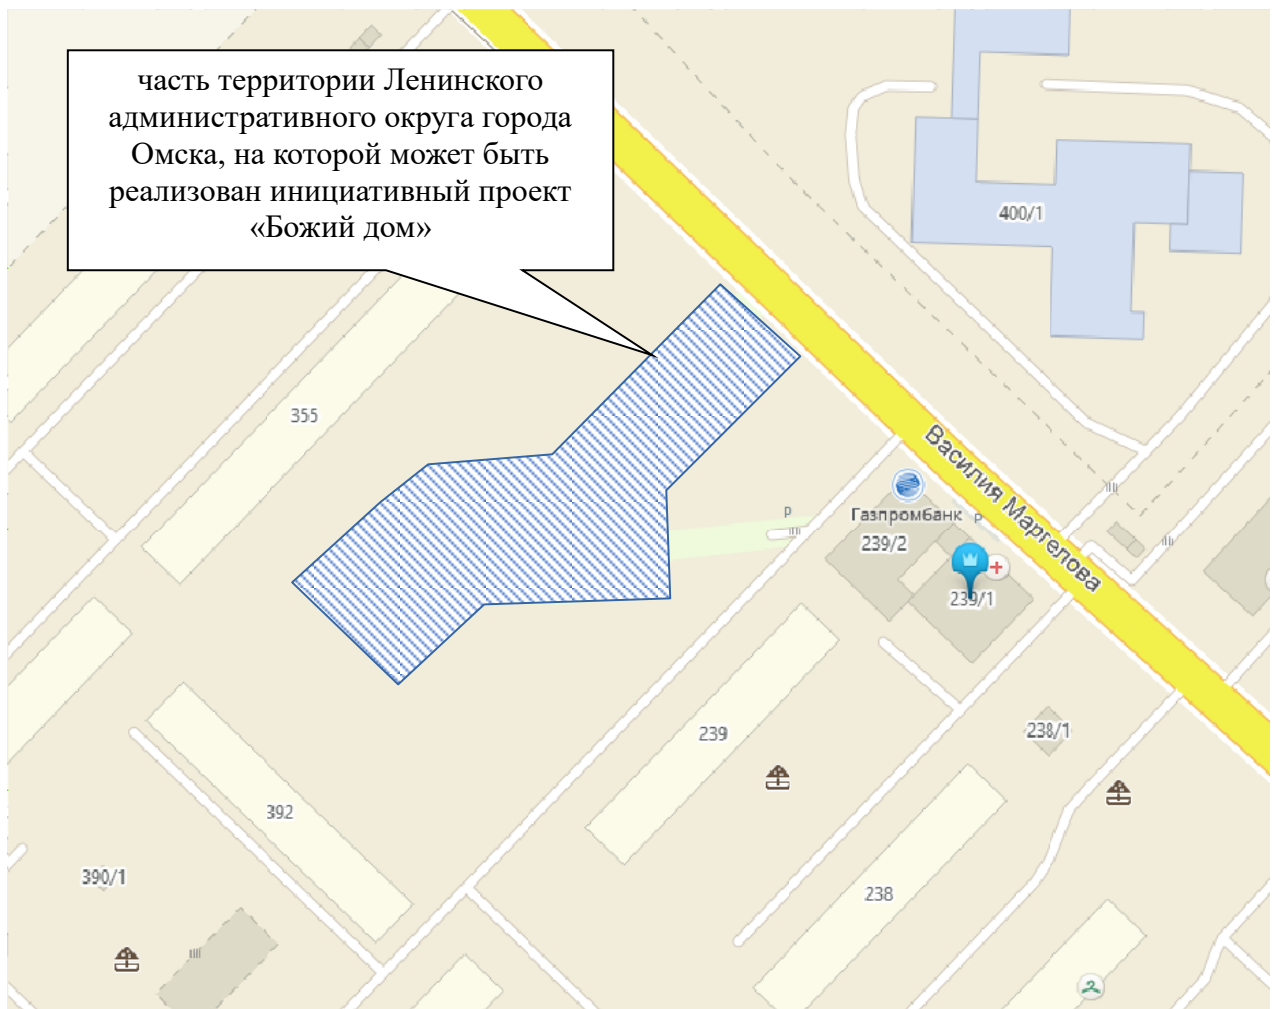 часть территории Ленинского
административного округа города
Омска, на которой может быть
реализован инициативный проект
«Божий дом»
400/1
355
Василия Маргелова
Газпромбанк
P
P
239/2
239/1
239
238/1
392
390/1
238